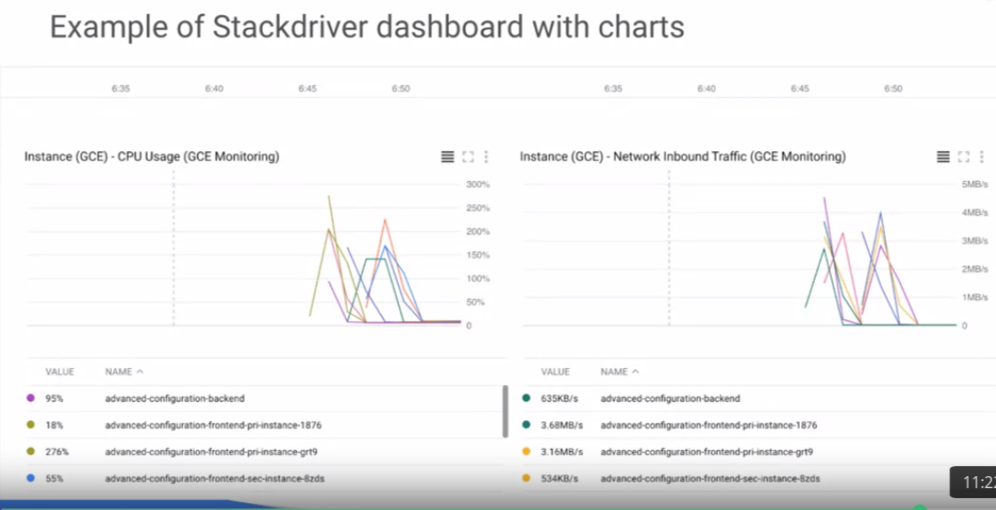 Example of Stackdriver dashboard with charts
6:35 6:40 6:45 6:50 6:35 6:40 6:45 6:50
Instance (GCE) - CPU Usage (GCE Monitoring)
300%
250%
200%
150%
100%
50%
0
VALUE NAME
95% advanced-configuration-backend
18% advanced-configuration-frontend-pri-instance-1876
276% advanced-configuration-frontend-pri-instance-grt9
55% advanced-configuration-frontend-sec-instance-8zds
Instance (GCE) - Network Inbound Traffic (GCE Monitoring)
5MB/s
4MB/s
3MB/s
2MB/s
1MB/s
0
VALUE NAME
635KB/s advanced-configuration-backend
3.68MB/s advanced-configuration-frontend-pri-instance-1876
3.16MB/s advanced-configuration-frontend-pri-instance-grt9
534KB/s advanced-configuration-frontend-sec-instance-8zds
11:22